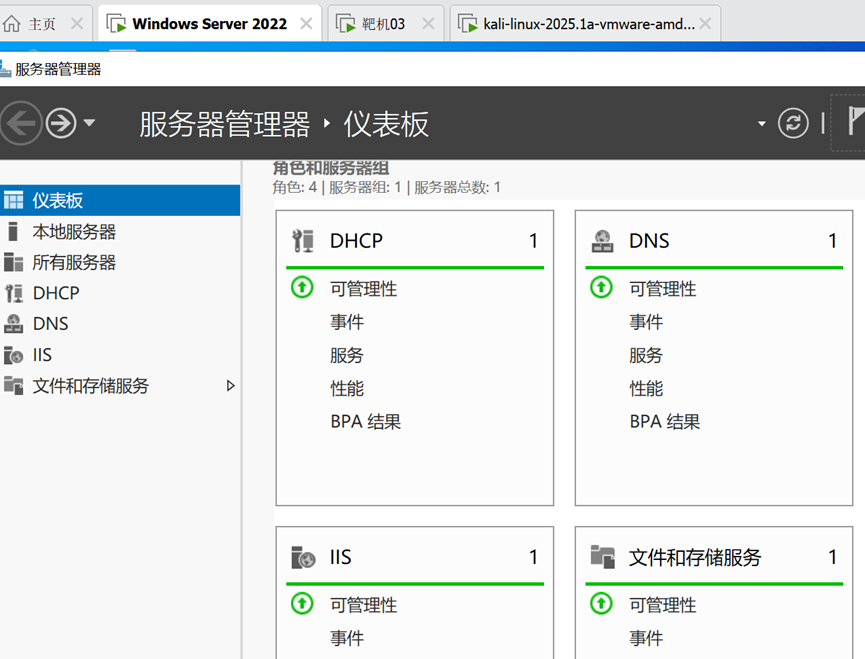 主页
Windows Server 2022
靶机03
kali-linux-2025.1a-vmware-amd...
服务器管理器
服务器管理器 仪表板
角色和服务器组
角色: 4 | 服务器组: 1 | 服务器总数: 1
仪表板
本地服务器
所有服务器
DHCP
DNS
IIS
文件和存储服务
DHCP 1
可管理性
事件
服务
性能
BPA 结果
DNS 1
可管理性
事件
服务
性能
BPA 结果
IIS 1
可管理性
事件
文件和存储服务 1
可管理性
事件